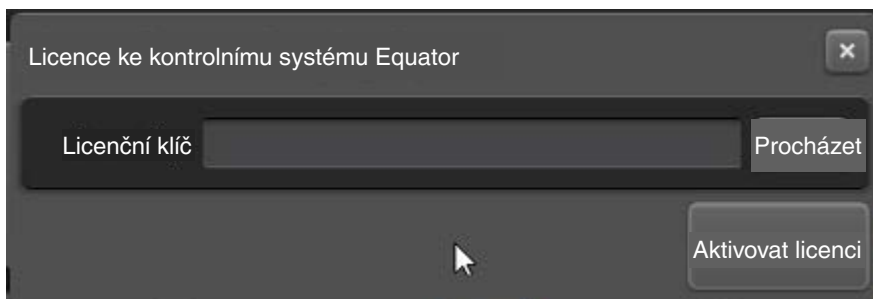 Licence ke kontrolnímu systému Equator
Licenční klíč
Procházet
Aktivovat licenci